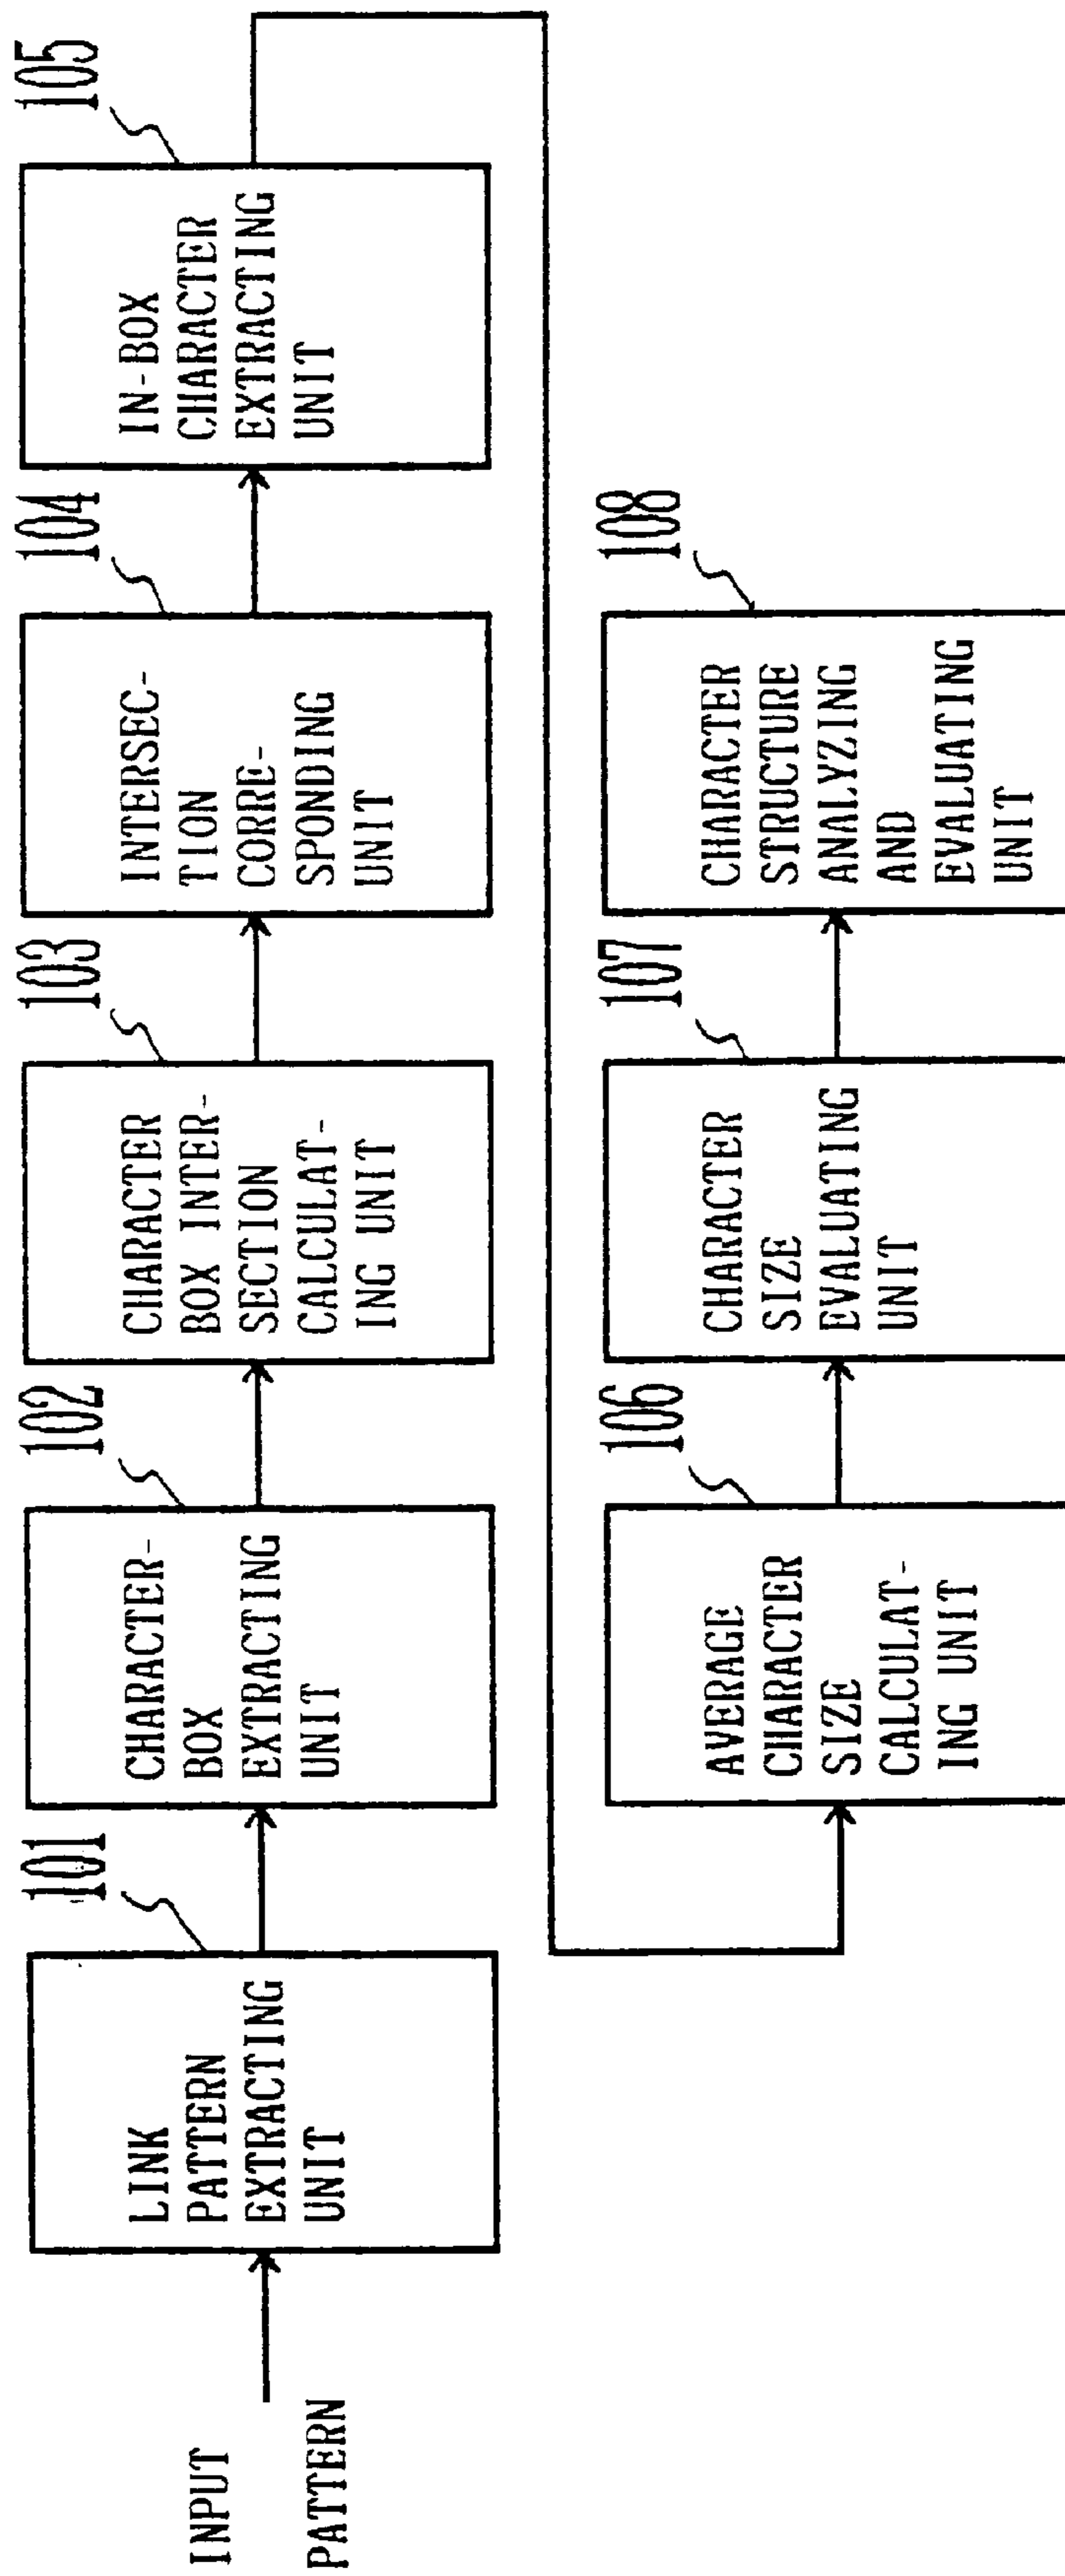 INPUT
PATTERN
101
LINK
PATTERN
EXTRACTING
UNIT
102
CHARACTER-
BOX
EXTRACTING
UNIT
103
CHARACTER
BOX INTER-
SECTION
CALCULAT-
ING UNIT
104
INTERSEC-
TION
CORRE-
SPONDING
UNIT
105
IN-BOX
CHARACTER
EXTRACTING
UNIT
106
AVERAGE
CHARACTER
SIZE
CALCULAT-
ING UNIT
107
CHARACTER
SIZE
EVALUATING
UNIT
108
CHARACTER
STRUCTURE
ANALYZING
AND
EVALUATING
UNIT